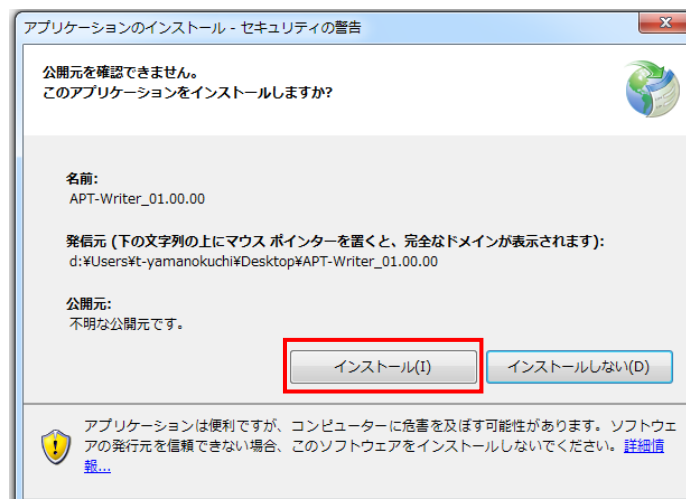 アプリケーションのインストール - セキュリティの警告
公開元を確認できません。
このアプリケーションをインストールしますか?
名前:
APT-Writer_01.00.00
発信元 (下の文字列の上にマウス ポインターを置くと、完全なドメインが表示されます):
d:¥Users¥t-yamanokuchi¥Desktop¥APT-Writer_01.00.00
公開元:
不明な公開元です。
インストール(I) インストールしない(D)
アプリケーションは便利ですが、コンピューターに危害を及ぼす可能性があります。ソフトウェ
アの発行元を信頼できない場合、このソフトウェアをインストールしないでください。詳細情
報...